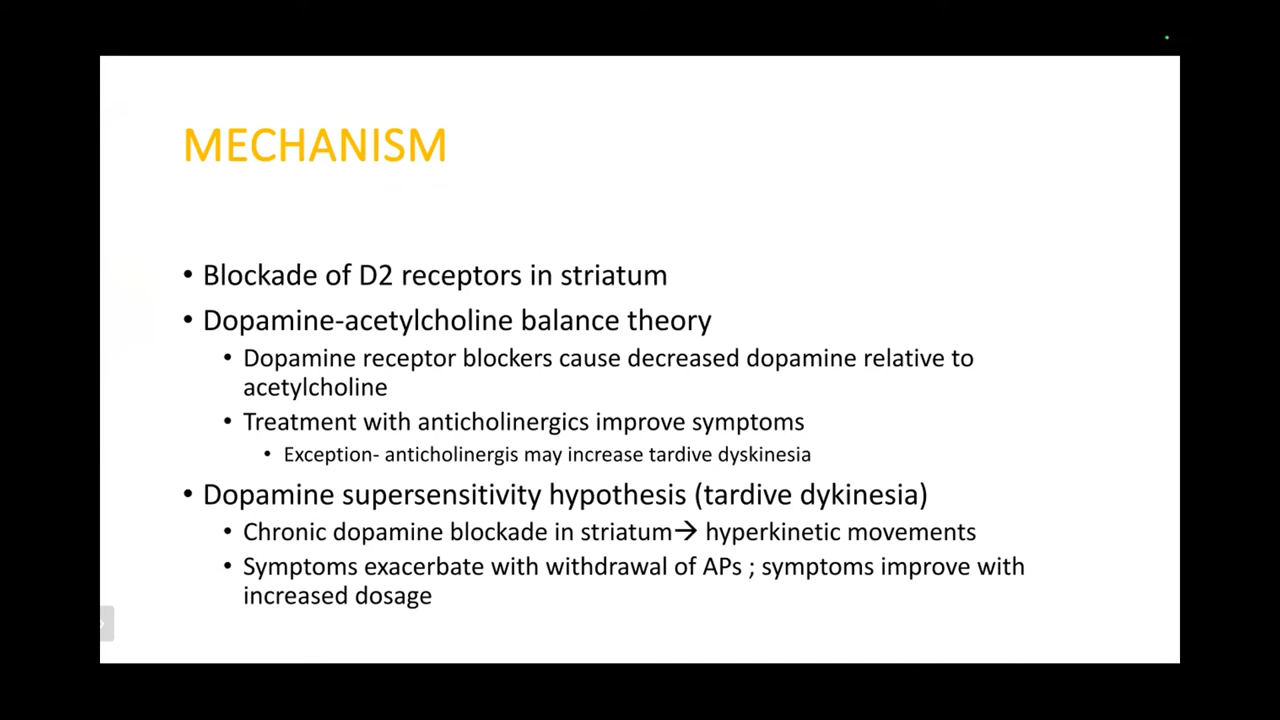 MECHANISM
• Blockade of D2 receptors in striatum
• Dopamine-acetylcholine balance theory
• Dopamine receptor blockers cause decreased dopamine relative to
acetylcholine
• Treatment with anticholinergics improve symptoms
• Exception- anticholinergis may increase tardive dyskinesia
• Dopamine supersensitivity hypothesis (tardive dykinesia)
• Chronic dopamine blockade in striatum→ hyperkinetic movements
• Symptoms exacerbate with withdrawal of APs ; symptoms improve with
increased dosage